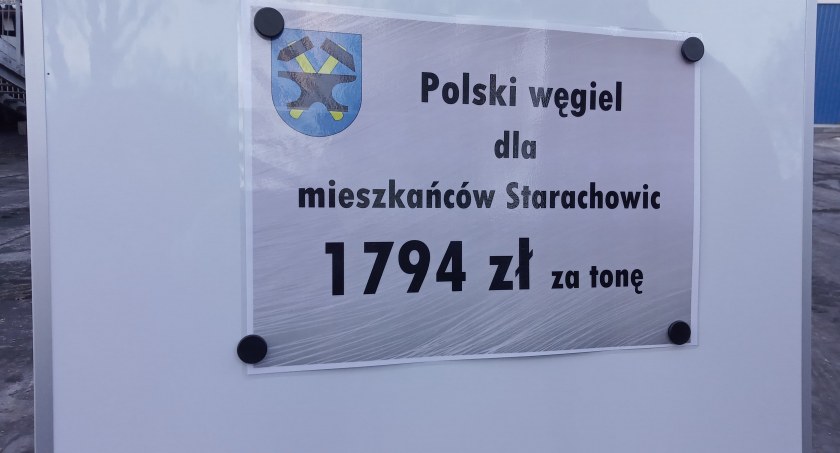 Polski węgiel
dla
mieszkańców Starachowic
1794 zł za tonę